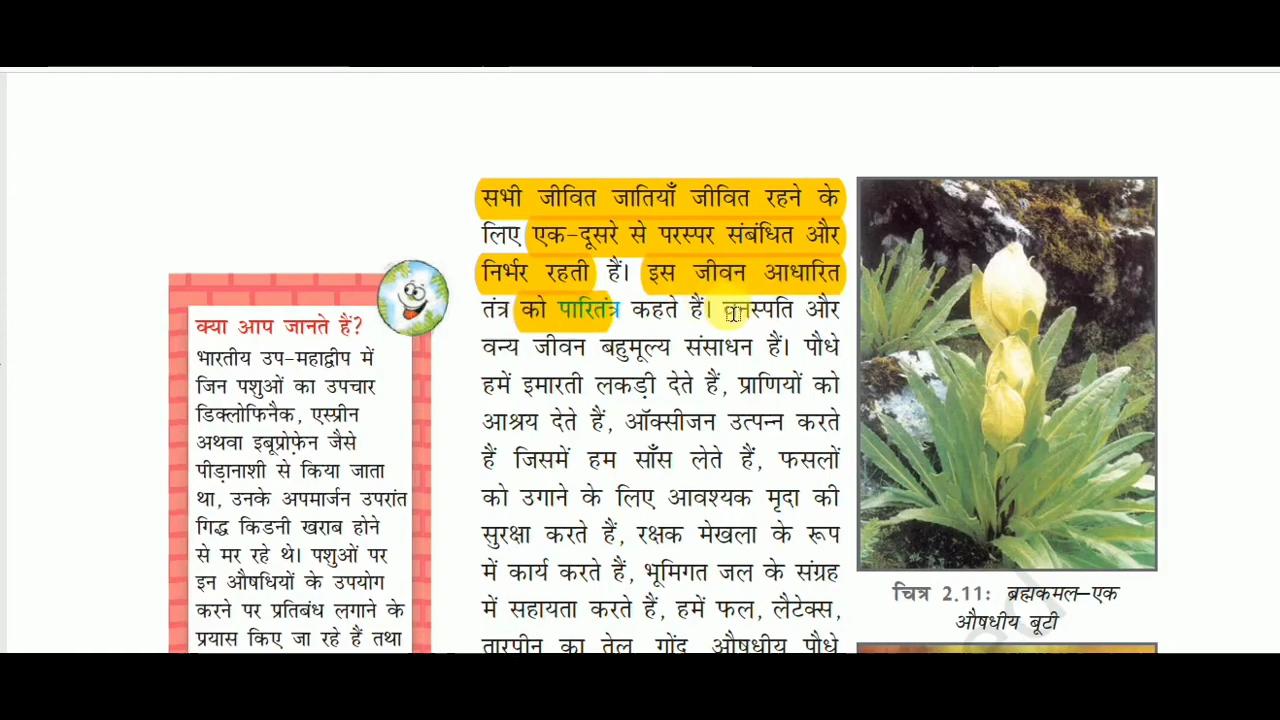 सभी जीवित जातियाँ जीवित रहने के
लिए एक-दूसरे से परस्पर संबंधित और
निर्भर रहती हैं। इस जीवन आधारित
तंत्र को पारितंत्र कहते हैं। वनस्पति और
वन्य जीवन बहुमूल्य संसाधन हैं। पौधे
हमें इमारती लकड़ी देते हैं, प्राणियों को
आश्रय देते हैं, ऑक्सीजन उत्पन्न करते
हैं जिसमें हम साँस लेते हैं, फसलों
को उगाने के लिए आवश्यक मृदा की
सुरक्षा करते हैं, रक्षक मेखला के रूप
में कार्य करते हैं, भूमिगत जल के संग्रह
में सहायता करते हैं, हमें फल, लैटेक्स,
तारपीन का तेल, गोंद, औषधीय पौधे
क्या आप जानते हैं?
भारतीय उप-महाद्वीप में
जिन पशुओं का उपचार
डिक्लोफिनैक, एस्प्रीन
अथवा इबूप्रोफ़ेन जैसे
पीड़ानाशी से किया जाता
था, उनके अपमार्जन उपरांत
गिद्ध किडनी खराब होने
से मर रहे थे। पशुओं पर
इन औषधियों के उपयोग
करने पर प्रतिबंध लगाने के
प्रयास किए जा रहे हैं तथा
चित्र 2.11: ब्रह्मकमल–एक
औषधीय बूटी